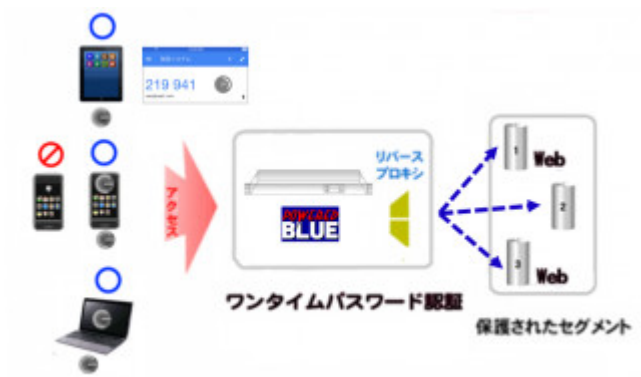 219 941
リバース
プロキシ
アクセス
POWERED
BLUE
1
Web
2
3
Web
ワンタイムパスワード認証
保護されたセグメント